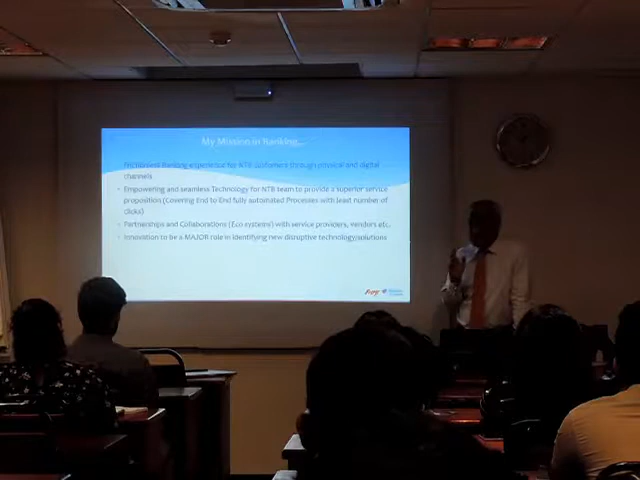 My Mission in Banking...
Banking experience for NTB customers through physical and digital
channels
Empowering and seamless Technology for NTB team to provide a superior service
proposition (Covering End to End fully automated Processes with least number of
clicks)
Partnerships and Collaborations (Eco systems) with service providers, vendors etc.
Innovation to be a MAJOR role in identifying new disruptive technology/solutions